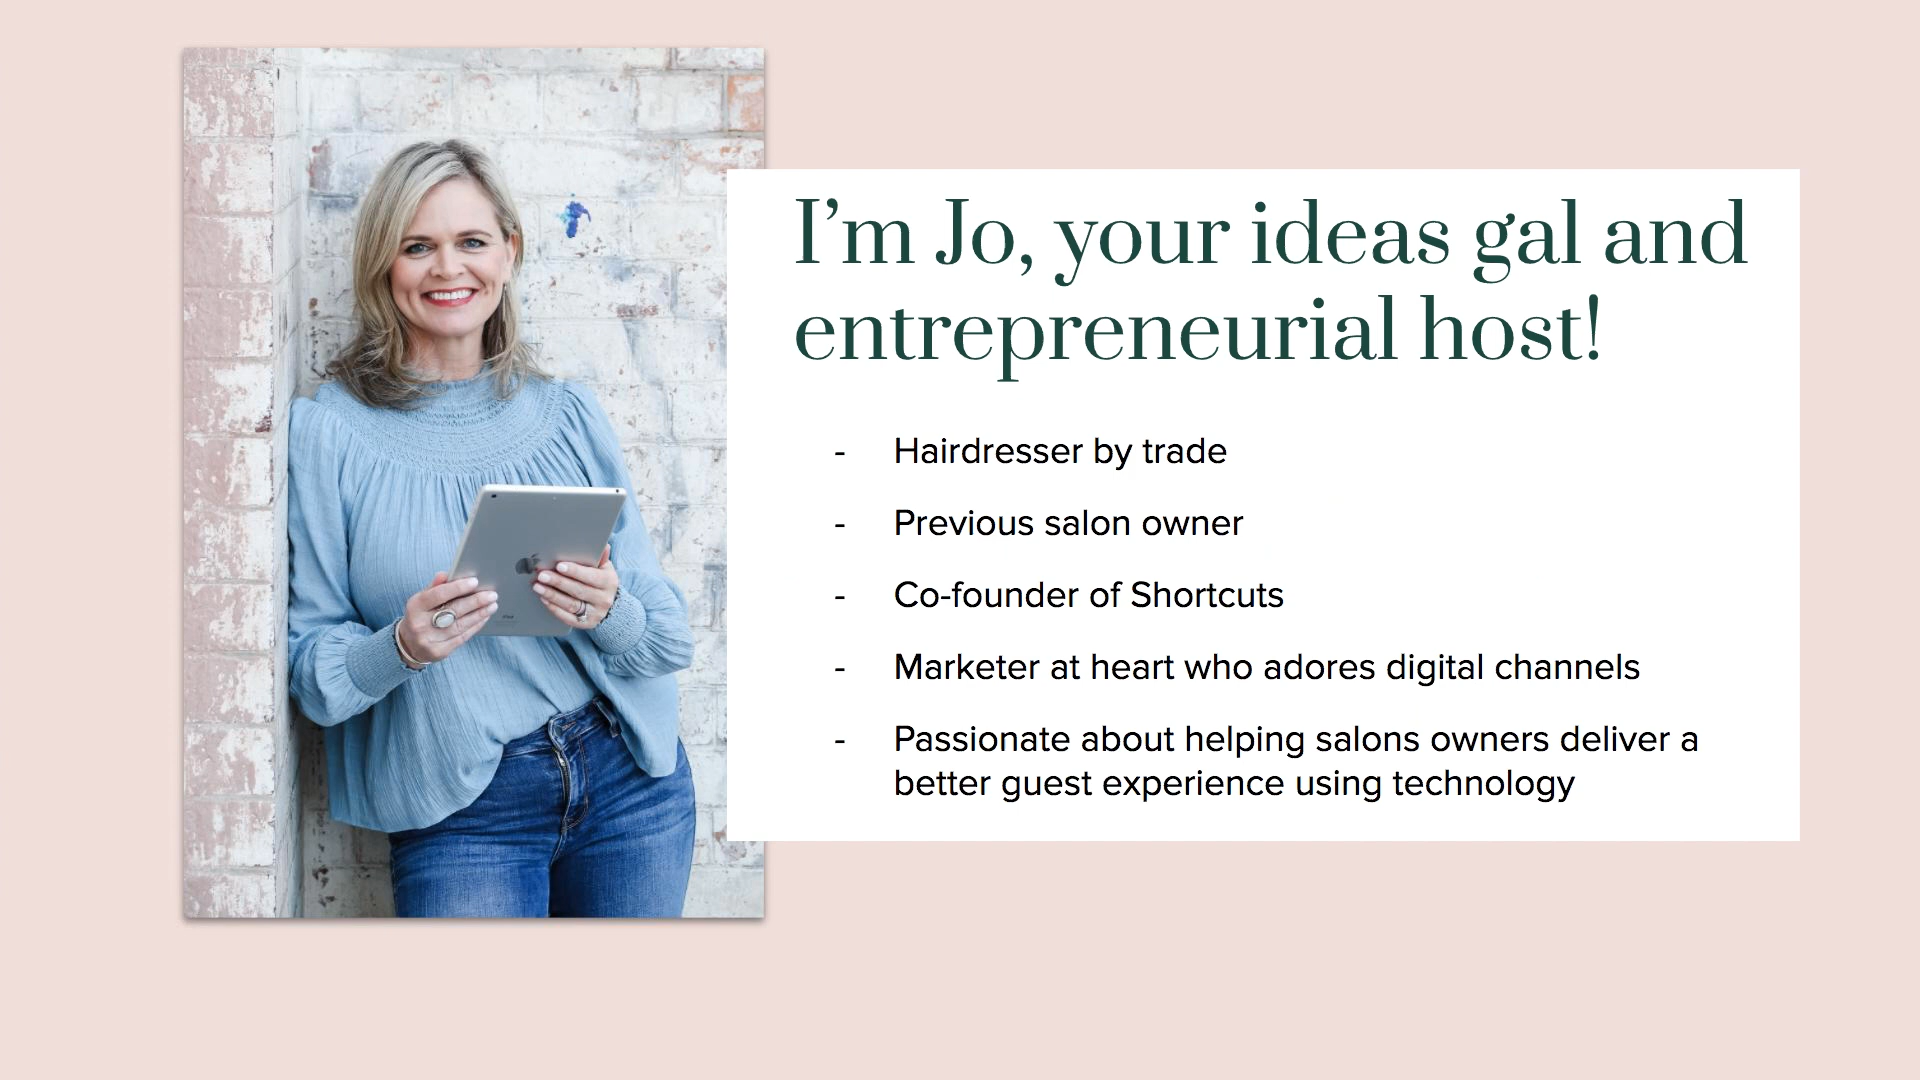 I’m Jo, your ideas gal and
entrepreneurial host!
- Hairdresser by trade
- Previous salon owner
- Co-founder of Shortcuts
- Marketer at heart who adores digital channels
- Passionate about helping salons owners deliver a
better guest experience using technology
iPad